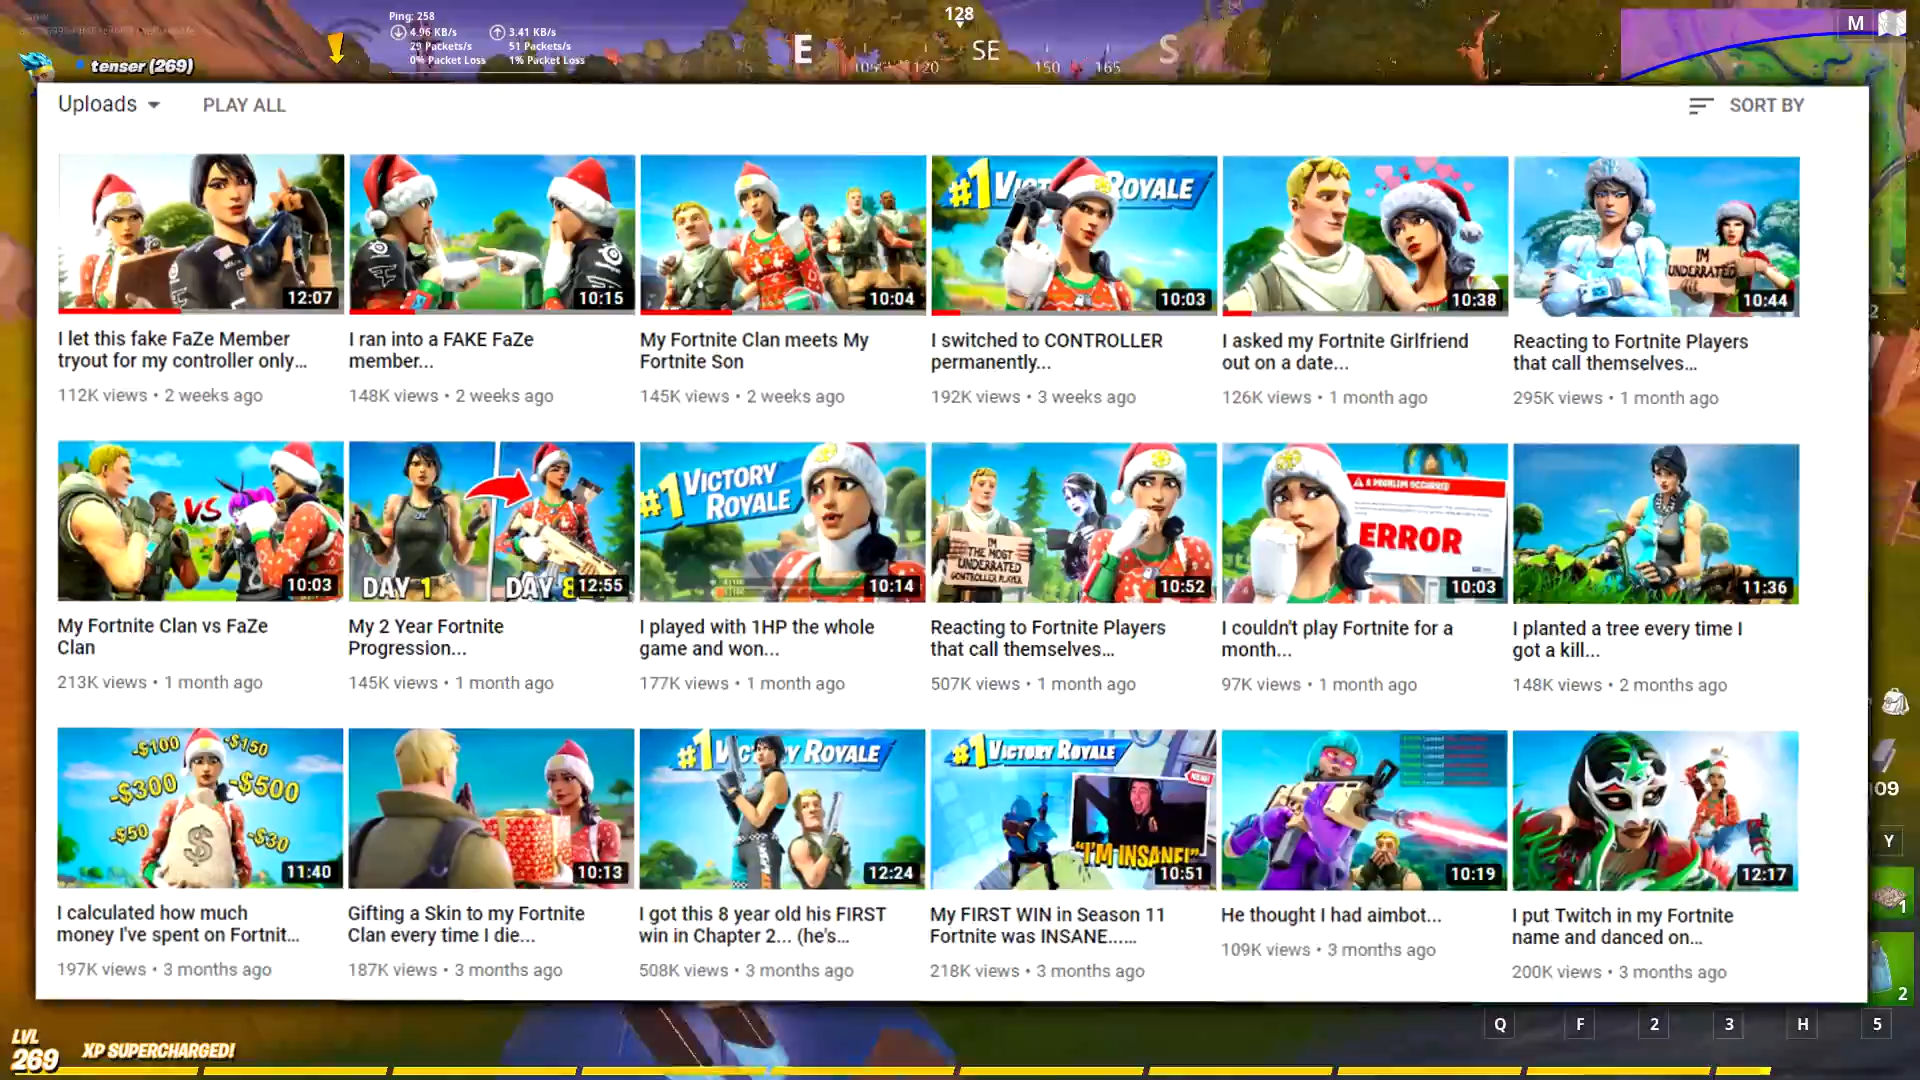 Ping: 258
4.96 KB/s 3.41 KB/s
29 Packets/s 51 Packets/s
0% Packet Loss 1% Packet Loss
128
E SE S
75 105 120 150 165
M
tenser (269)
Uploads PLAY ALL SORT BY
#1 VICTORY ROYALE
I'M
UNDERRATED
12:07 10:15 10:04 10:03 10:38 10:44
I let this fake FaZe Member
tryout for my controller only...
112K views • 2 weeks ago
I ran into a FAKE FaZe
member...
148K views • 2 weeks ago
My Fortnite Clan meets My
Fortnite Son
145K views • 2 weeks ago
I switched to CONTROLLER
permanently...
192K views • 3 weeks ago
I asked my Fortnite Girlfriend
out on a date...
126K views • 1 month ago
Reacting to Fortnite Players
that call themselves...
295K views • 1 month ago
VS
DAY 1 DAY 8
#1 VICTORY
ROYALE
I'M
THE MOST
UNDERRATED
CONTROLLER PLAYER
A PROBLEM OCCURRED
ERROR
10:03 12:55 10:14 10:52 10:03 11:36
My Fortnite Clan vs FaZe
Clan
213K views • 1 month ago
My 2 Year Fortnite
Progression...
145K views • 1 month ago
I played with 1HP the whole
game and won...
177K views • 1 month ago
Reacting to Fortnite Players
that call themselves...
507K views • 1 month ago
I couldn't play Fortnite for a
month...
97K views • 1 month ago
I planted a tree every time I
got a kill...
148K views • 2 months ago
-$100 -$150
-$300 -$500
-$50 -$30
$
#1 VICTORY ROYALE
#1 VICTORY ROYALE
NEW!
"I'M INSANE!"
11:40 10:13 12:24 10:51 10:19 12:17
I calculated how much
money I've spent on Fortnit...
197K views • 3 months ago
Gifting a Skin to my Fortnite
Clan every time I die...
187K views • 3 months ago
I got this 8 year old his FIRST
win in Chapter 2... (he's...
508K views • 3 months ago
My FIRST WIN in Season 11
Fortnite was INSANE......
218K views • 3 months ago
He thought I had aimbot...
109K views • 3 months ago
I put Twitch in my Fortnite
name and danced on...
200K views • 3 months ago
09
Y
1
2
Q F 2 3 H 5
LVL
269 XP SUPERCHARGED!